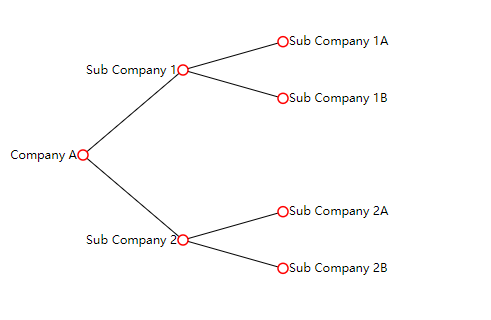 Sub Company 1A
Sub Company 1
Sub Company 1B
Company A
Sub Company 2A
Sub Company 2
Sub Company 2B